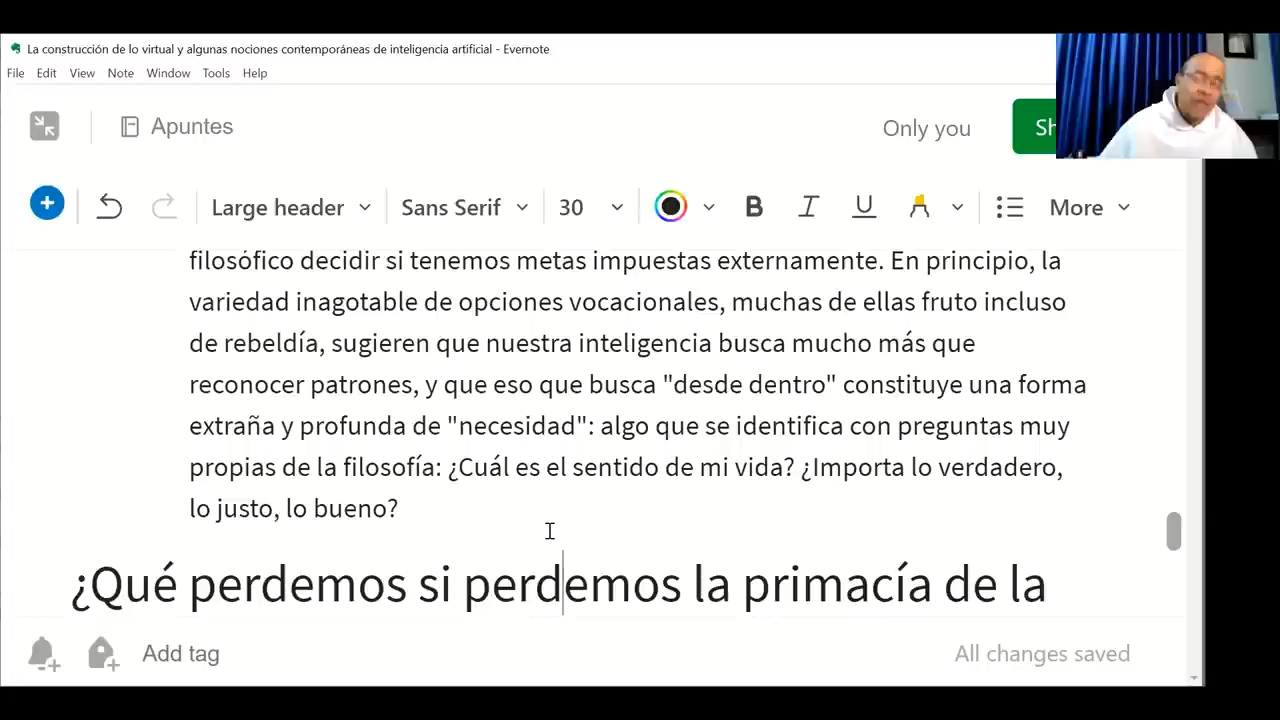 La construcción de lo virtual y algunas nociones contemporáneas de inteligencia artificial - Evernote
File Edit View Note Window Tools Help
Apuntes
Only you
Sh
Large header
Sans Serif
30
B I U
More
filosófico decidir si tenemos metas impuestas externamente. En principio, la
variedad inagotable de opciones vocacionales, muchas de ellas fruto incluso
de rebeldía, sugieren que nuestra inteligencia busca mucho más que
reconocer patrones, y que eso que busca "desde dentro" constituye una forma
extraña y profunda de "necesidad": algo que se identifica con preguntas muy
propias de la filosofía: ¿Cuál es el sentido de mi vida? ¿Importa lo verdadero,
lo justo, lo bueno?
¿Qué perdemos si perdemos la primacía de la
Add tag
All changes saved